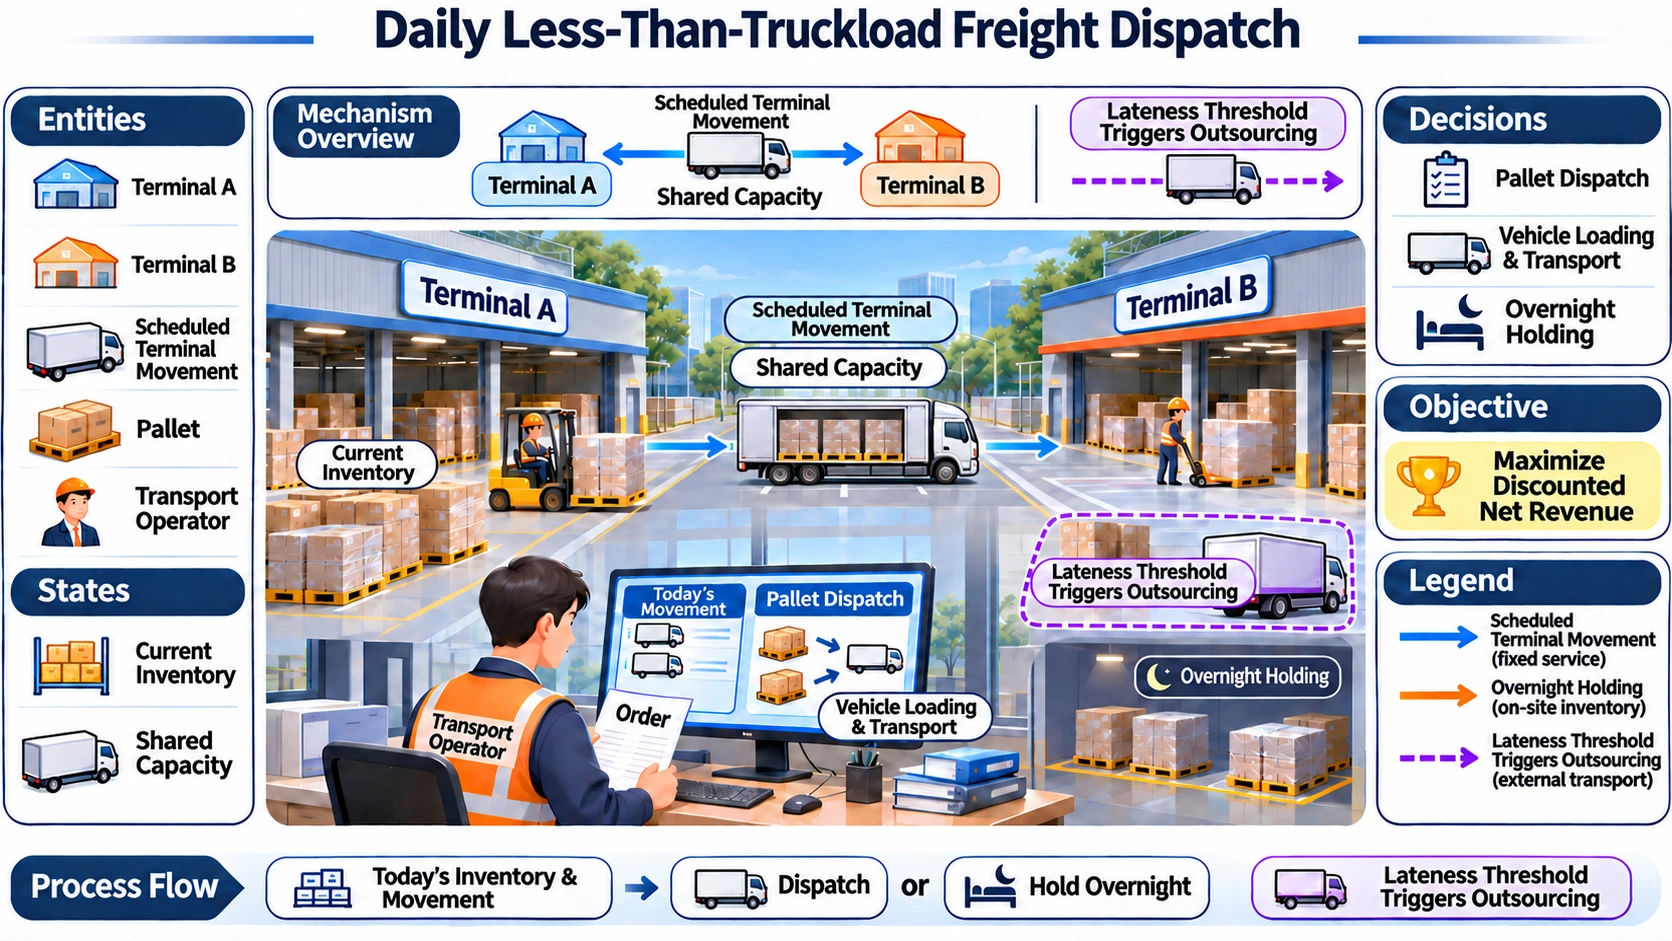 Daily Less-Than-Truckload Freight Dispatch
Entities
Terminal A
Terminal B
Scheduled
Terminal
Movement
Pallet
Transport
Operator
States
Current
Inventory
Shared
Capacity
Mechanism
Overview
Terminal A
Scheduled Terminal
Movement
Shared Capacity
Terminal B
Lateness Threshold
Triggers Outsourcing
Terminal A
Scheduled Terminal
Movement
Shared Capacity
Terminal B
Current
Inventory
Lateness Threshold
Triggers Outsourcing
Today's
Movement
Pallet Dispatch
Vehicle Loading
& Transport
Order
Transport
Operator
Overnight Holding
Decisions
Pallet Dispatch
Vehicle Loading
& Transport
Overnight
Holding
Objective
Maximize
Discounted
Net Revenue
Legend
Scheduled
Terminal Movement
(fixed service)
Overnight Holding
(on-site inventory)
Lateness Threshold
Triggers Outsourcing
(external transport)
Process Flow
Today's Inventory &
Movement
Dispatch
or
Hold Overnight
Lateness Threshold
Triggers Outsourcing